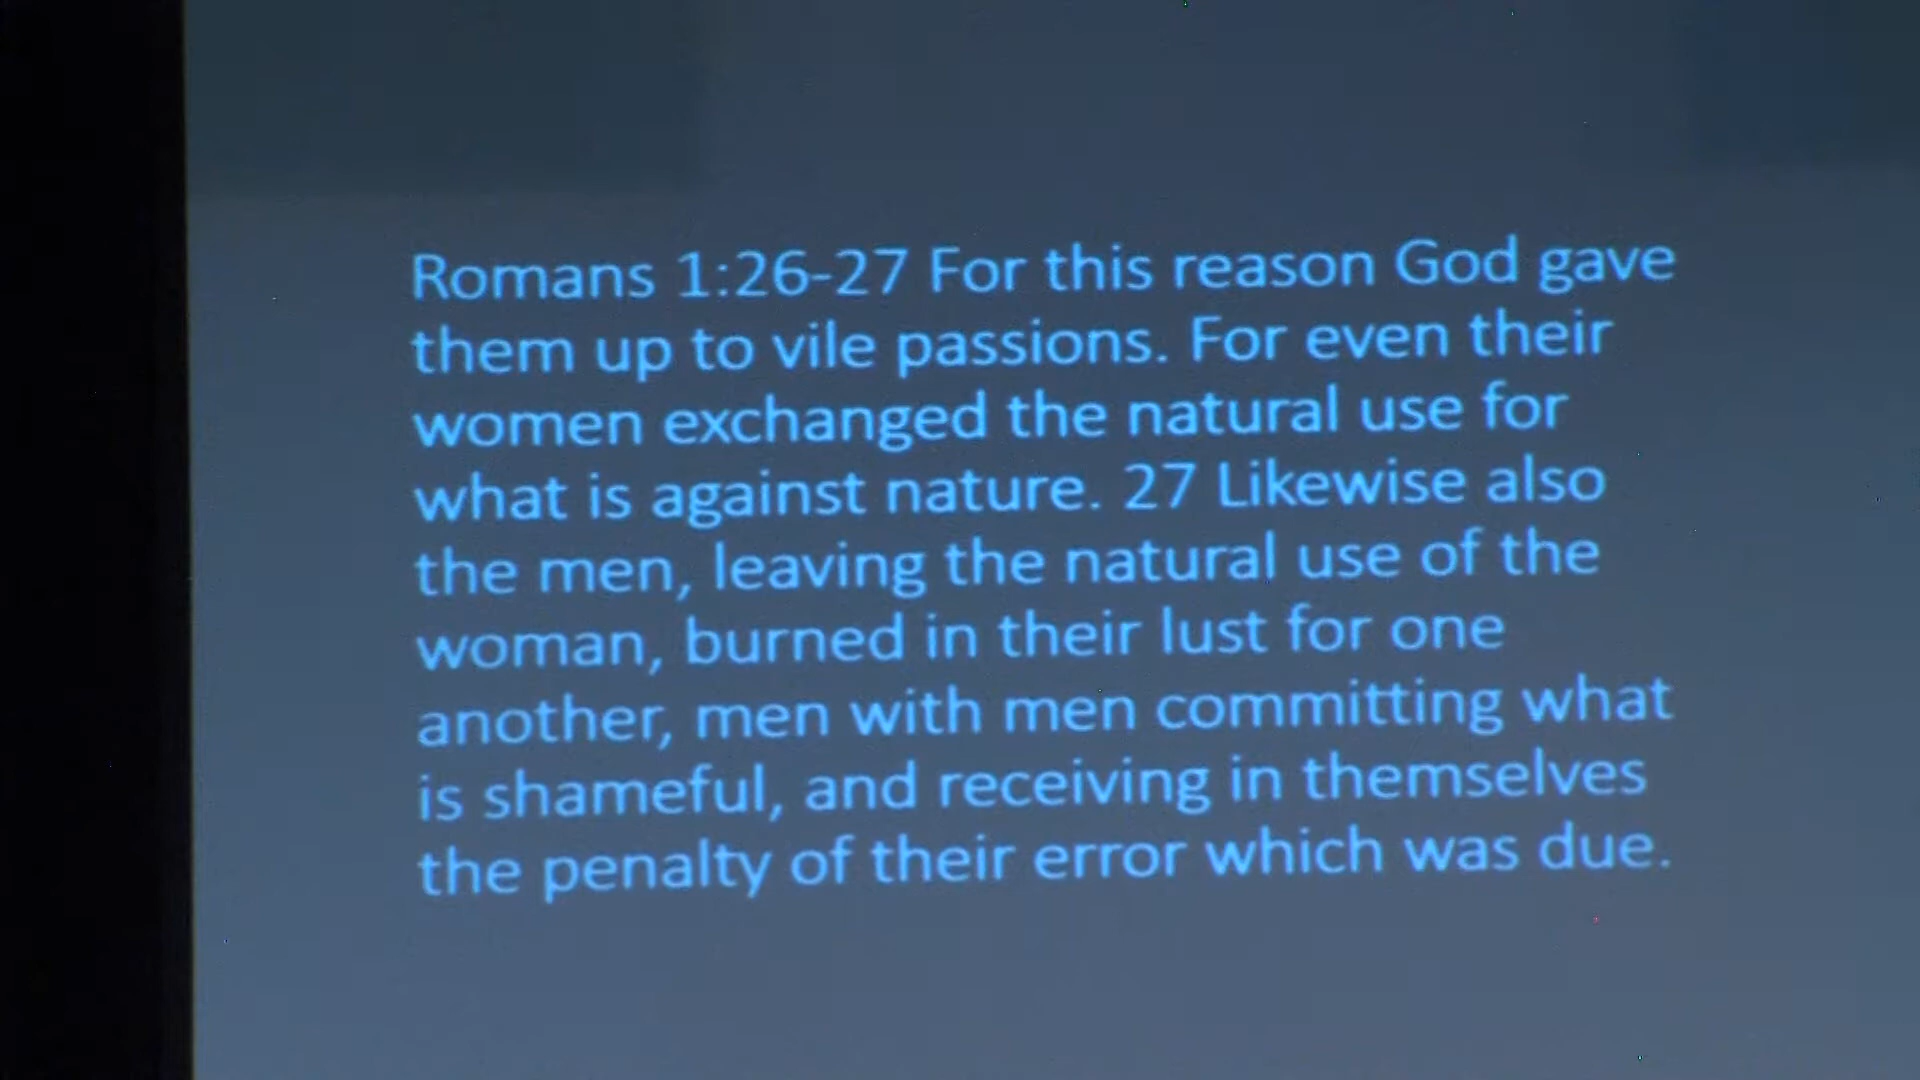 Romans 1:26-27 For this reason God gave
them up to vile passions. For even their
women exchanged the natural use for
what is against nature. 27 Likewise also
the men, leaving the natural use of the
woman, burned in their lust for one
another, men with men committing what
is shameful, and receiving in themselves
the penalty of their error which was due.